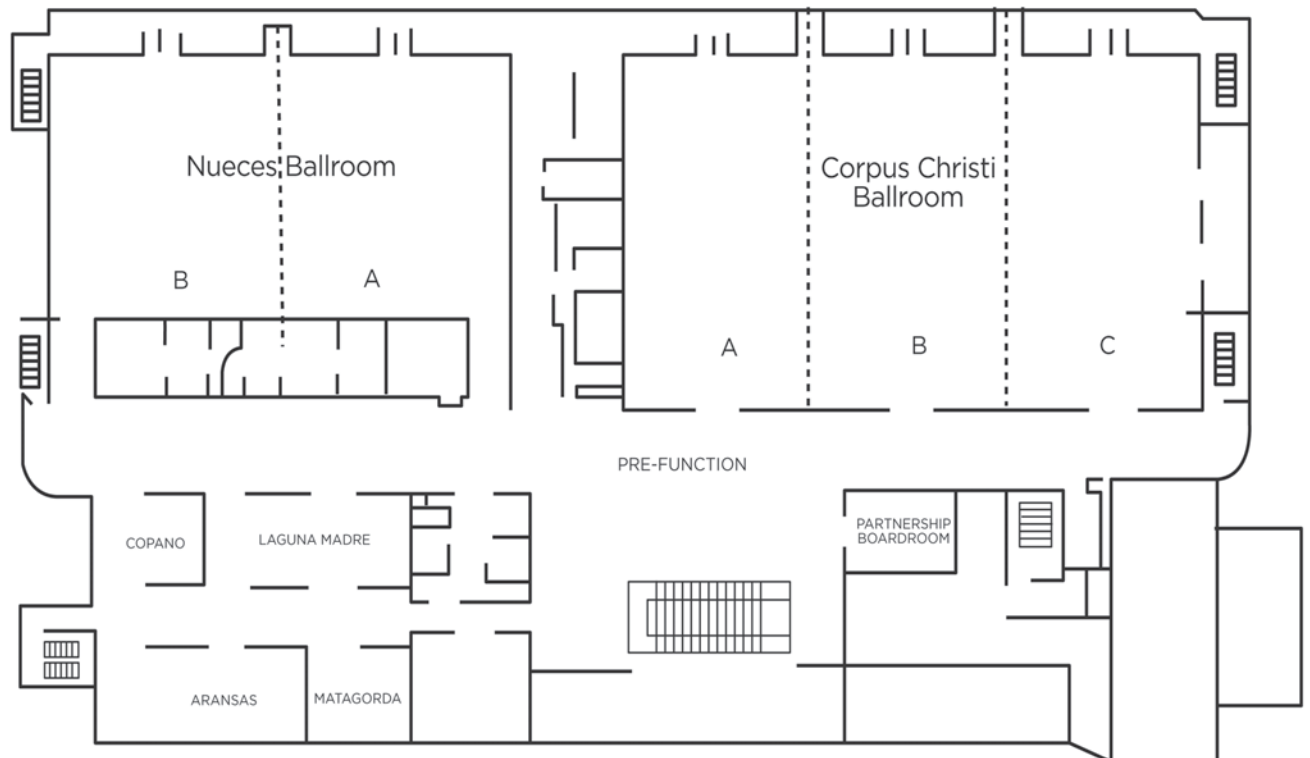 Nueces Ballroom
B
A
Corpus Christi
Ballroom
A
B
C
PRE-FUNCTION
COPANO
LAGUNA MADRE
PARTNERSHIP
BOARDROOM
ARANSAS
MATAGORDA